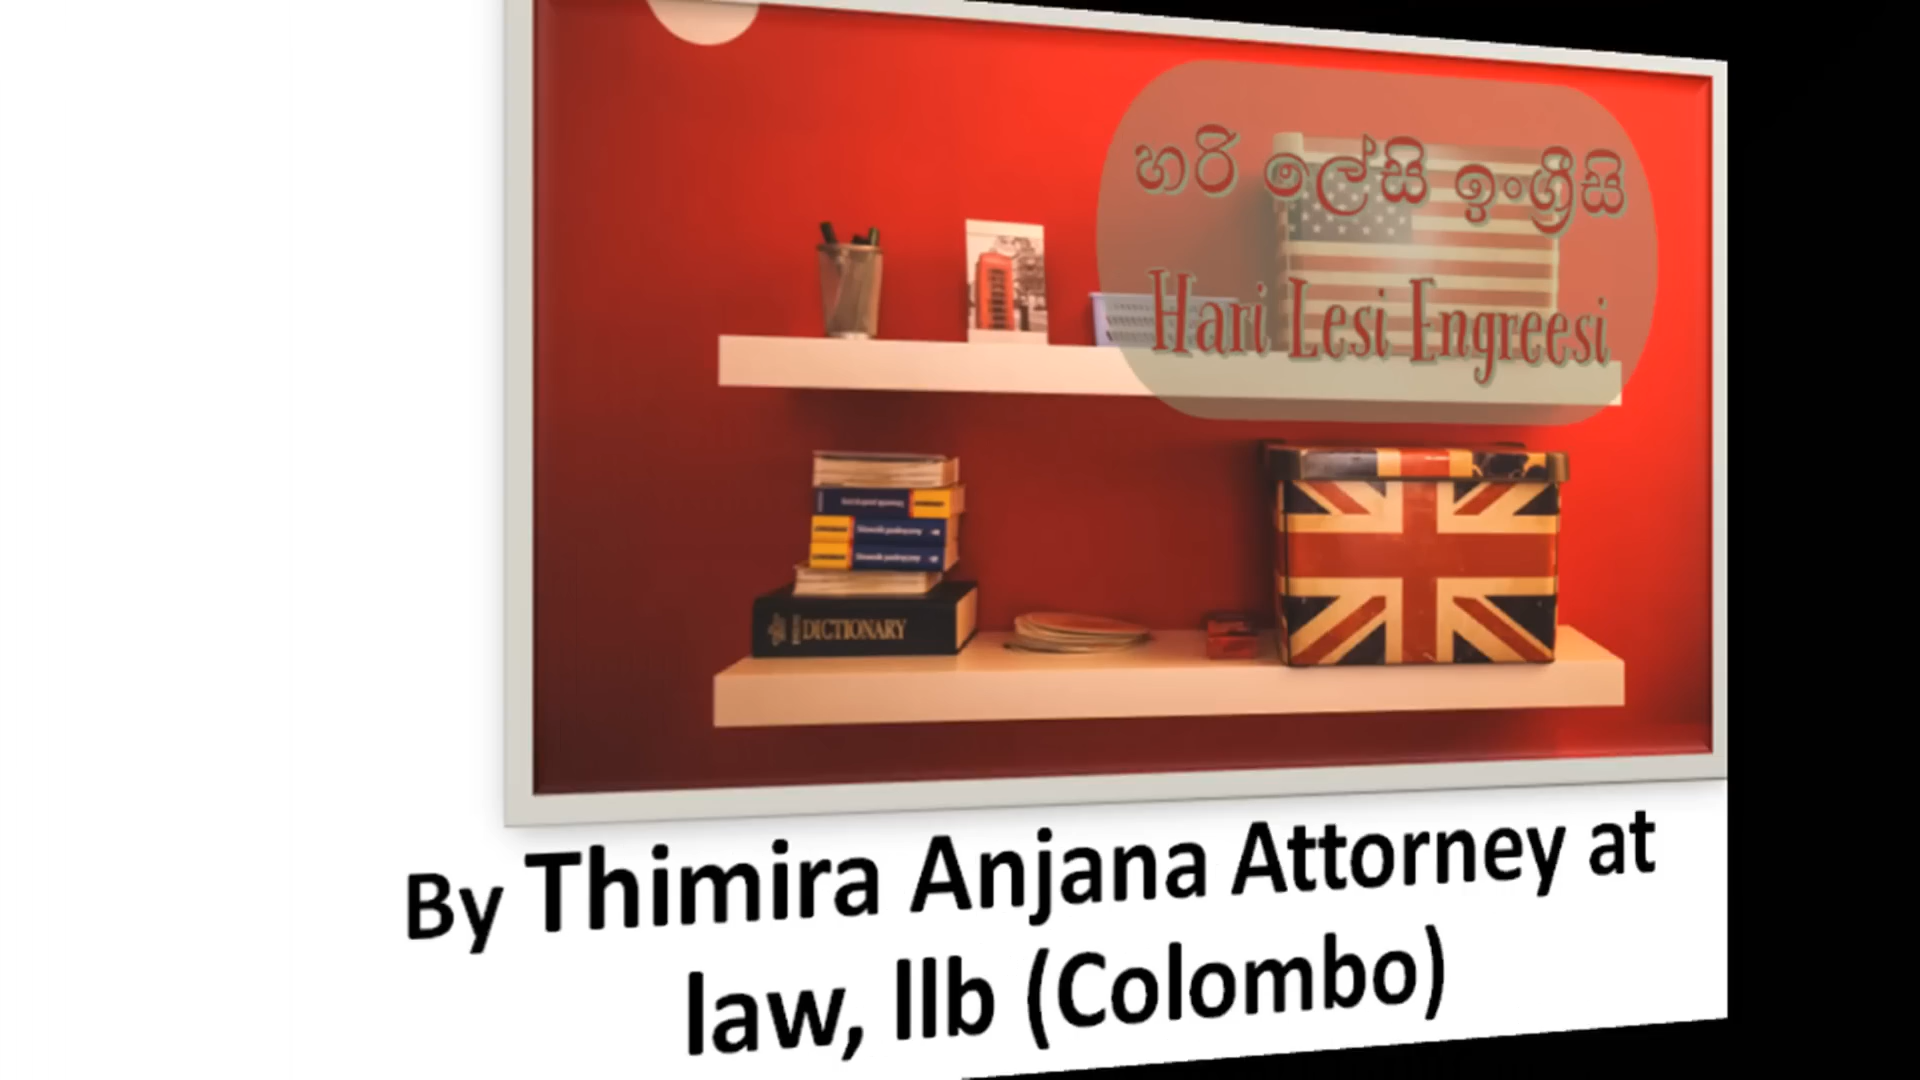 හරි ලේසි ඉංග්‍රීසි
Hari Lesi Engreesi
DICTIONARY
By Thimira Anjana Attorney at
law, llb (Colombo)